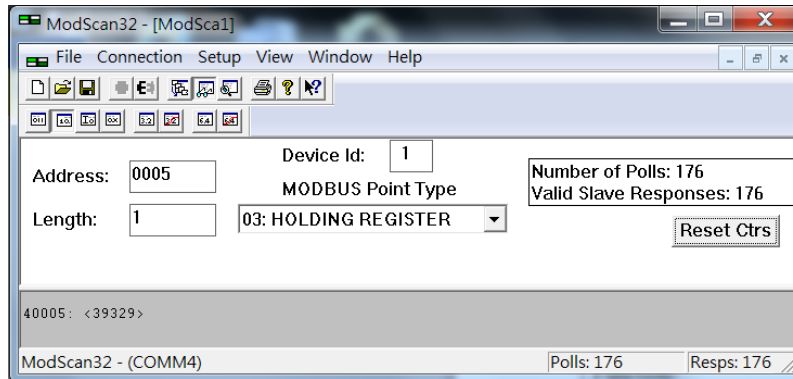 ModScan32 - [ModSca1]
File Connection Setup View Window Help
Device Id: 1
Address: 0005
MODBUS Point Type
Number of Polls: 176
Valid Slave Responses: 176
Length: 1
03: HOLDING REGISTER
Reset Ctrs
40005: <39329>
ModScan32 - (COMM4) Polls: 176 Resps: 176